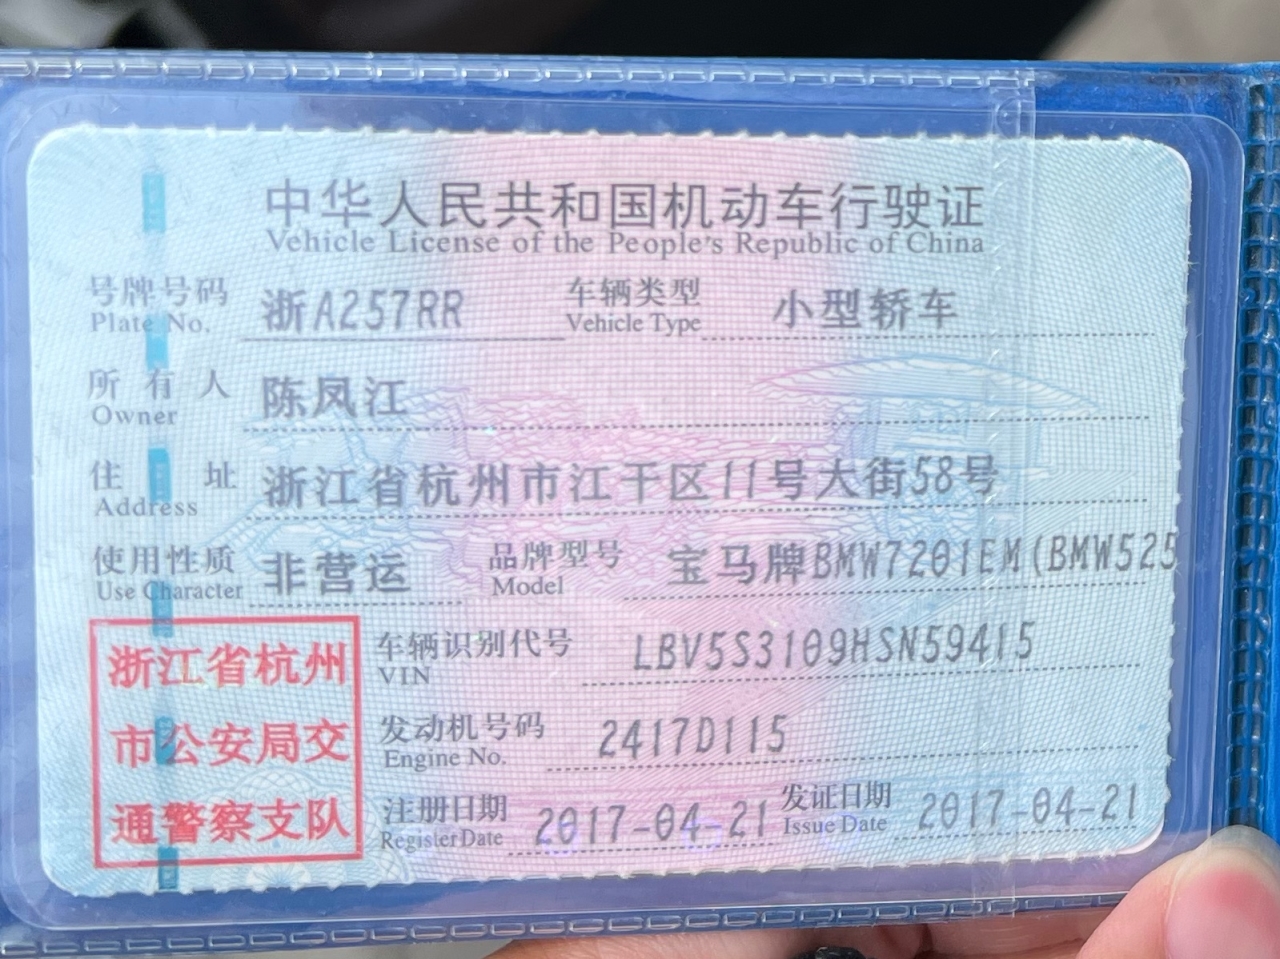 中华人民共和国机动车行驶证
Vehicle License of the People's Republic of China
号牌号码 浙A257RR 车辆类型 小型轿车
Plate No. Vehicle Type
所有人 陈凤江
Owner
住址 浙江省杭州市江干区11号大街58号
Address
使用性质 非营运 品牌型号 宝马牌BMW7201EM(BMW525
Use Character Model
浙江省杭州
市公安局交
通警察支队
车辆识别代号 LBV5S3109HSN59415
VIN
发动机号码 2417D115
Engine No.
注册日期 2017-04-21 发证日期 2017-04-21
Register Date Issue Date